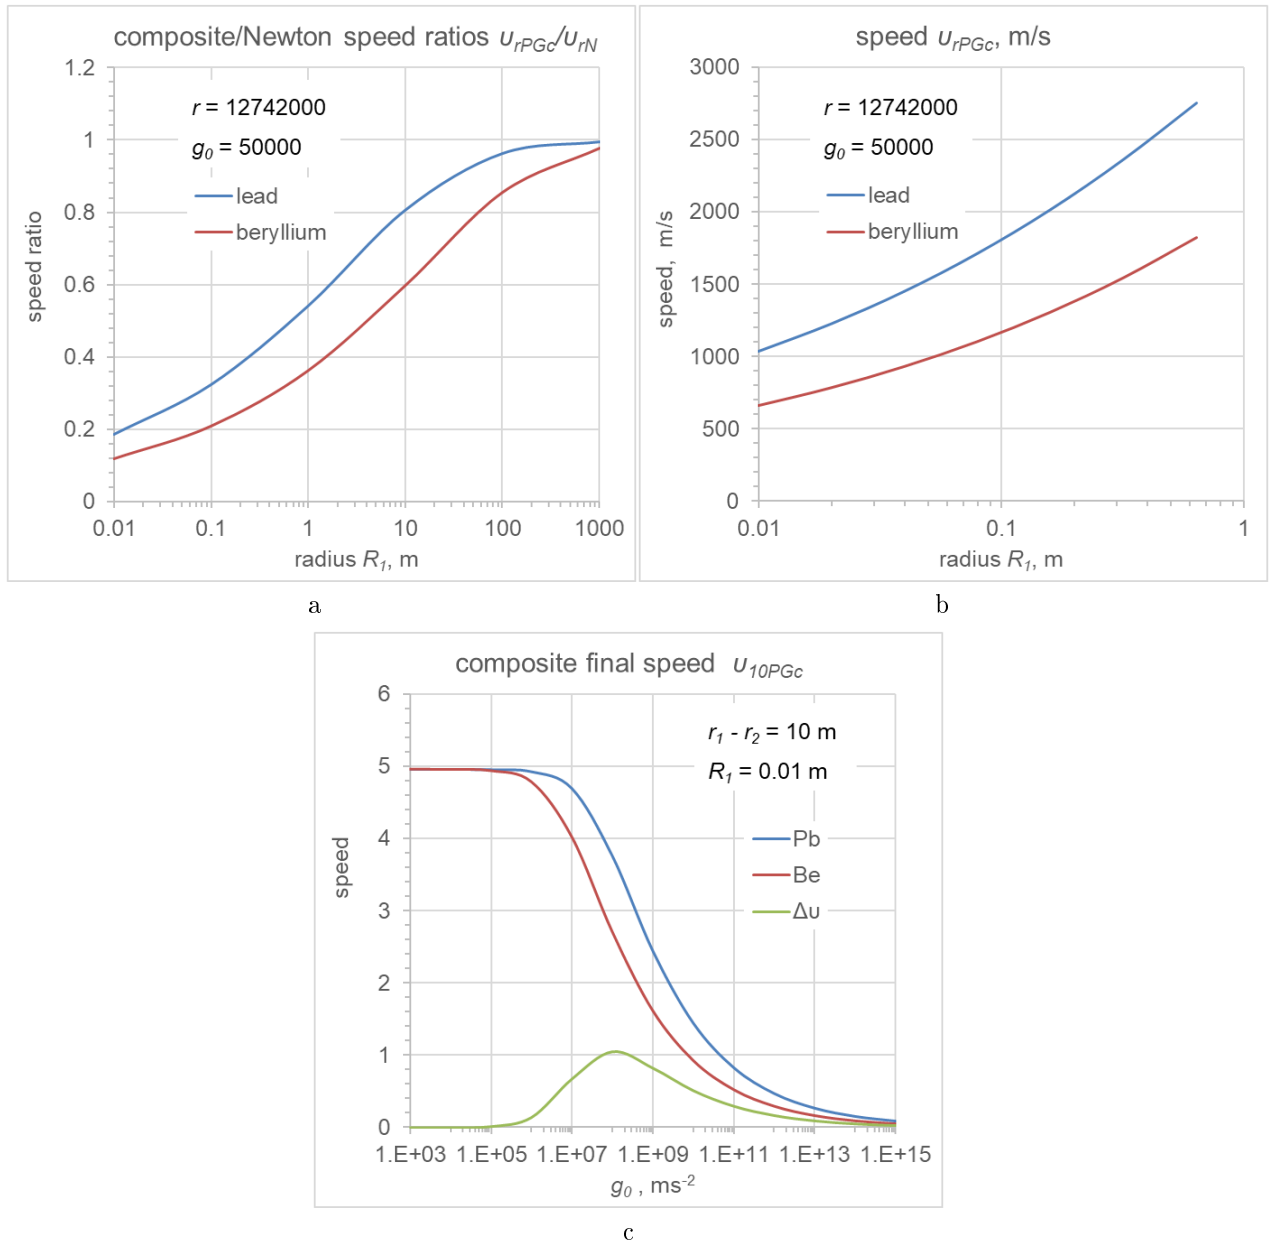 composite/Newton speed ratios υrPGc/υrN
1.2
1
0.8
0.6
0.4
0.2
0
speed ratio
r = 12742000
g0 = 50000
lead
beryllium
0.01 0.1 1 10 100 1000
radius R1, m
a
speed υrPGc, m/s
3000
2500
2000
1500
1000
500
0
speed, m/s
r = 12742000
g0 = 50000
lead
beryllium
0.01 0.1 1
radius R1, m
b
composite final speed υ10PGc
6
5
4
3
2
1
0
speed
r1 - r2 = 10 m
R1 = 0.01 m
Pb
Be
Δυ
1.E+03 1.E+05 1.E+07 1.E+09 1.E+11 1.E+13 1.E+15
g0 , ms-2
c